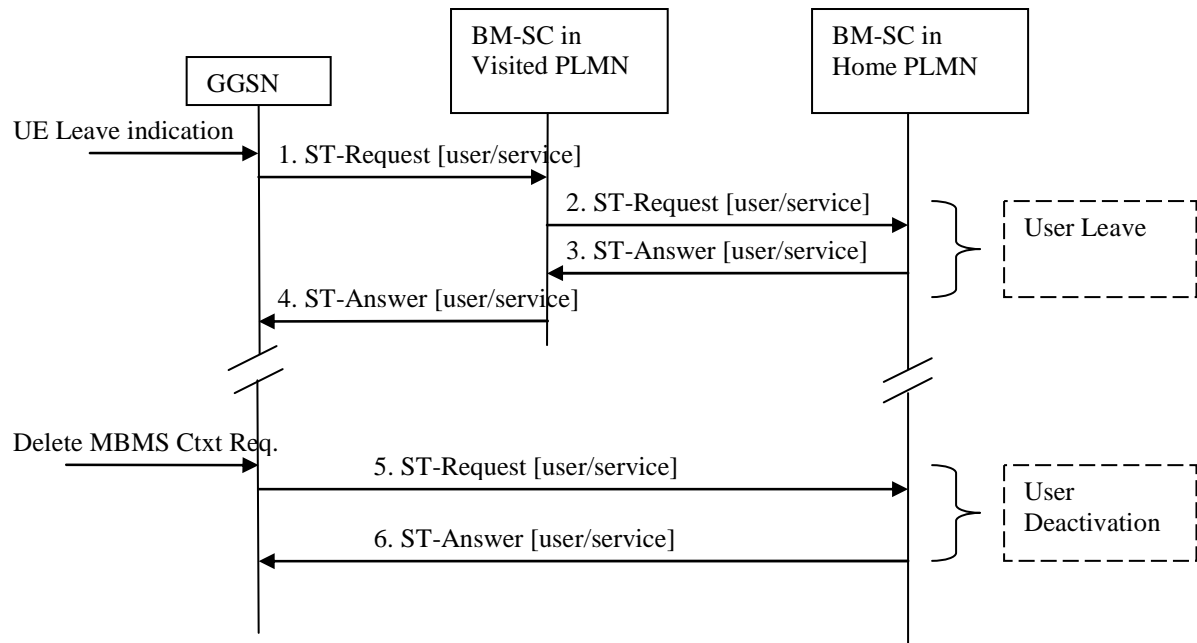 BM-SC in
Visited PLMN
BM-SC in
Home PLMN
GGSN
UE Leave indication
1. ST-Request [user/service]
2. ST-Request [user/service]
User Leave
3. ST-Answer [user/service]
4. ST-Answer [user/service]
Delete MBMS Ctxt Req.
5. ST-Request [user/service]
User
Deactivation
6. ST-Answer [user/service]